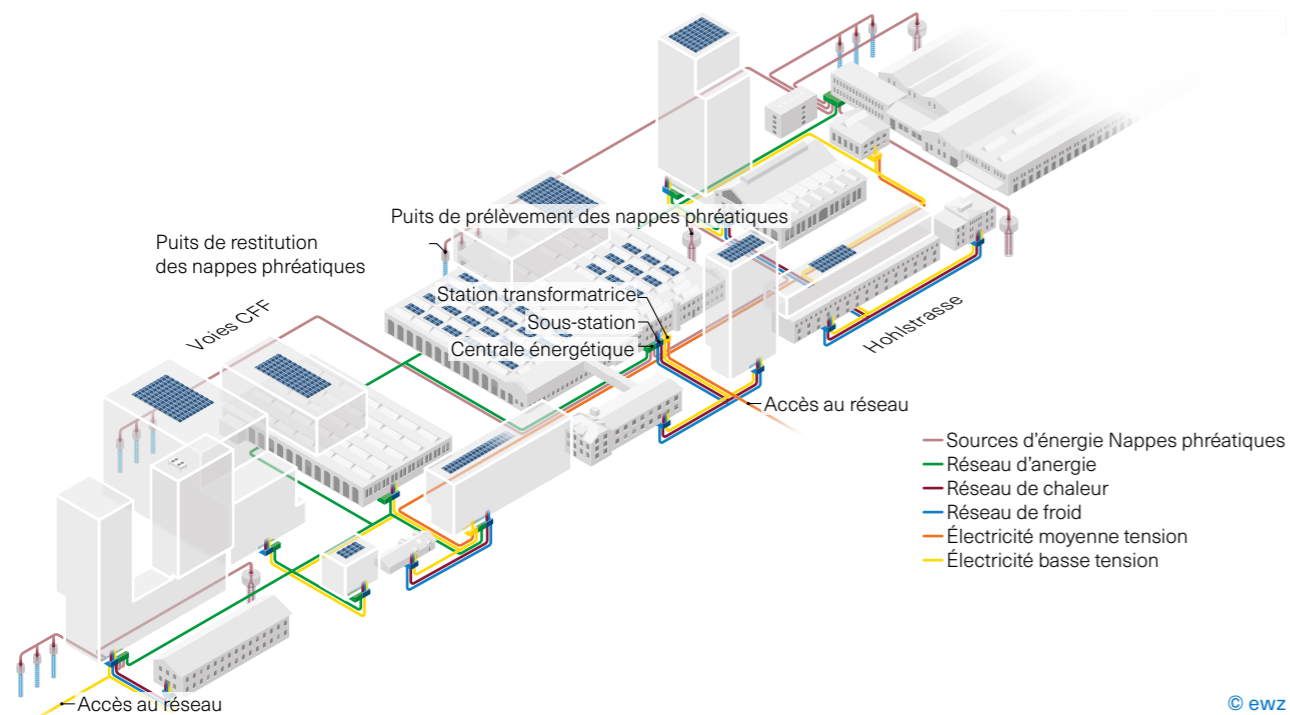 Puits de prélèvement des nappes phréatiques
Puits de restitution
des nappes phréatiques
Voies CFF
Station transformatrice
Sous-station
Centrale énergétique
Hohlstrasse
Accès au réseau
Sources d'énergie Nappes phréatiques
Réseau d'anergie
Réseau de chaleur
Réseau de froid
Électricité moyenne tension
Électricité basse tension
Accès au réseau
© ewz